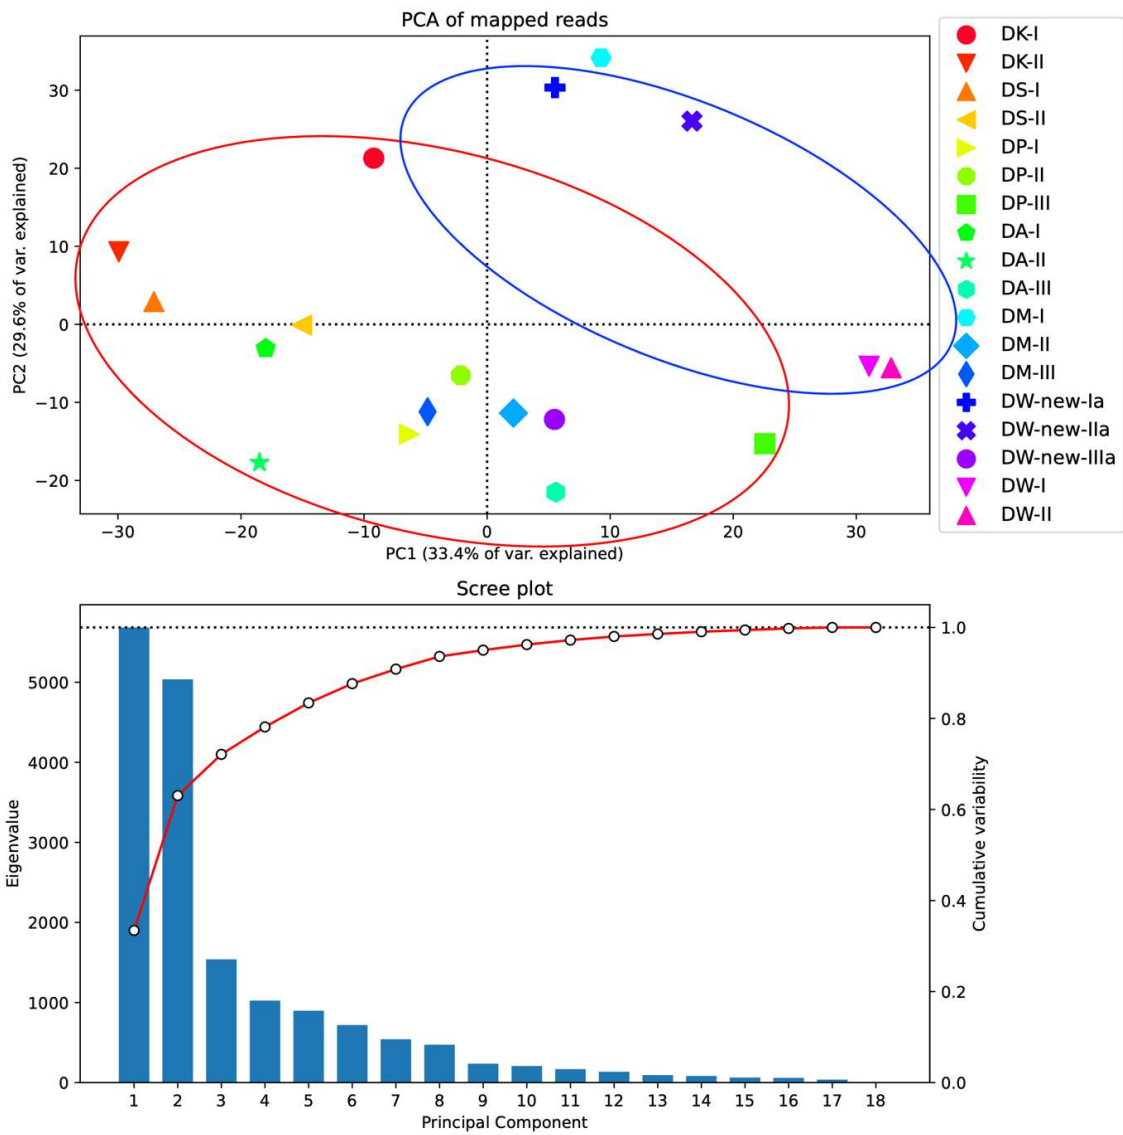 PCA of mapped reads
PC2 (29.6% of var. explained)
30
20
10
0
−10
−20
−30
−20
−10
0
10
20
30
PC1 (33.4% of var. explained)
DK-I
DK-II
DS-I
DS-II
DP-I
DP-II
DP-III
DA-I
DA-II
DA-III
DM-I
DM-II
DM-III
DW-new-Ia
DW-new-IIa
DW-new-IIIa
DW-I
DW-II
Scree plot
Eigenvalue
5000
4000
3000
2000
1000
0
1.0
0.8
0.6
0.4
0.2
0.0
Cumulative variability
1 2 3 4 5 6 7 8 9 10 11 12 13 14 15 16 17 18
Principal Component